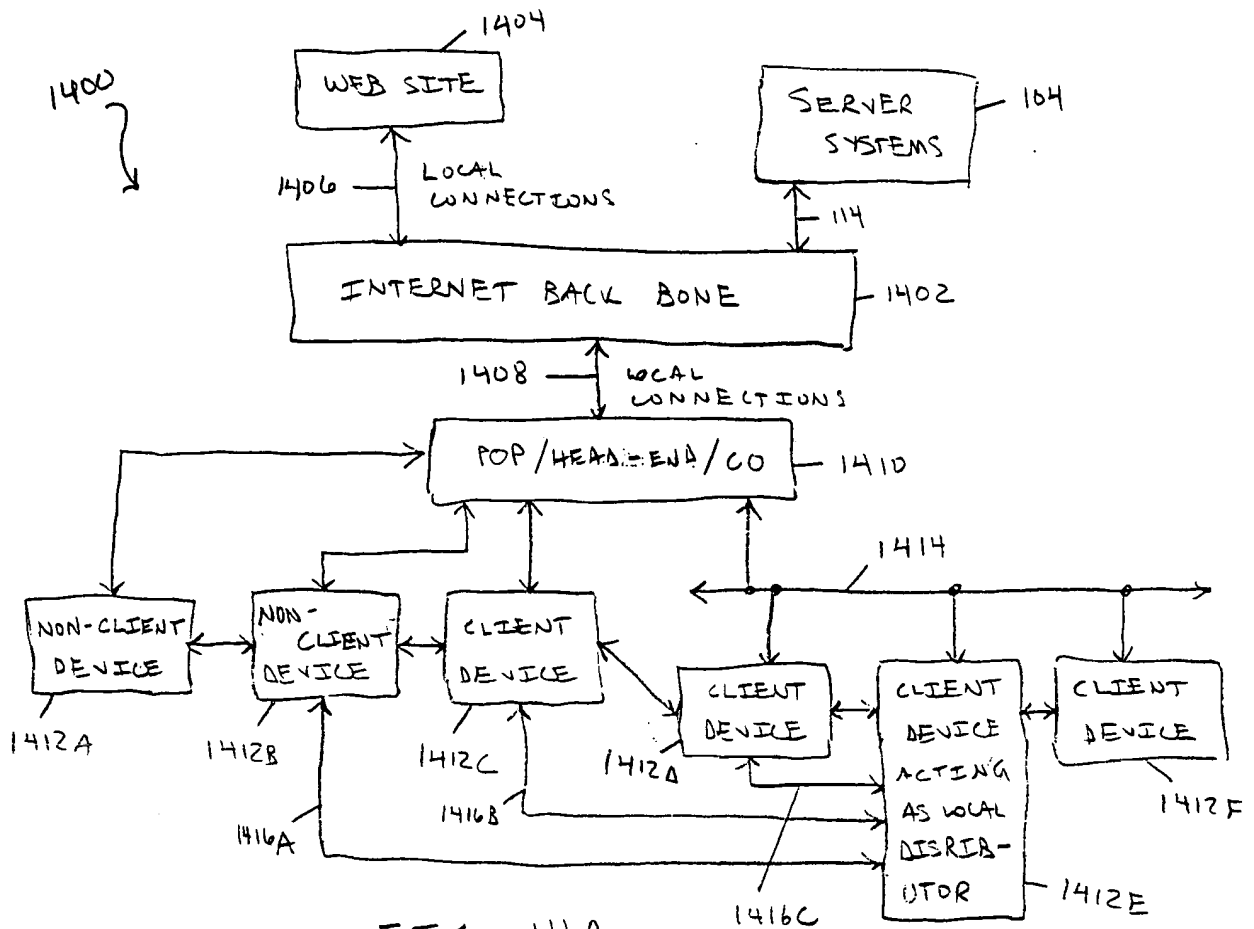 1400
1404
WEB SITE
SERVER
SYSTEMS
104
1406
LOCAL
CONNECTIONS
114
INTERNET BACK BONE
1402
1408
LOCAL
CONNECTIONS
POP/HEAD-END/CO
1410
1414
NON-CLIENT
DEVICE
NON-
CLIENT
DEVICE
CLIENT
DEVICE
CLIENT
DEVICE
CLIENT
DEVICE
ACTING
AS LOCAL
DISRIB-
UTOR
CLIENT
DEVICE
1412A
1412B
1412C
1412D
1412F
1416A
1416B
1416C
1412E